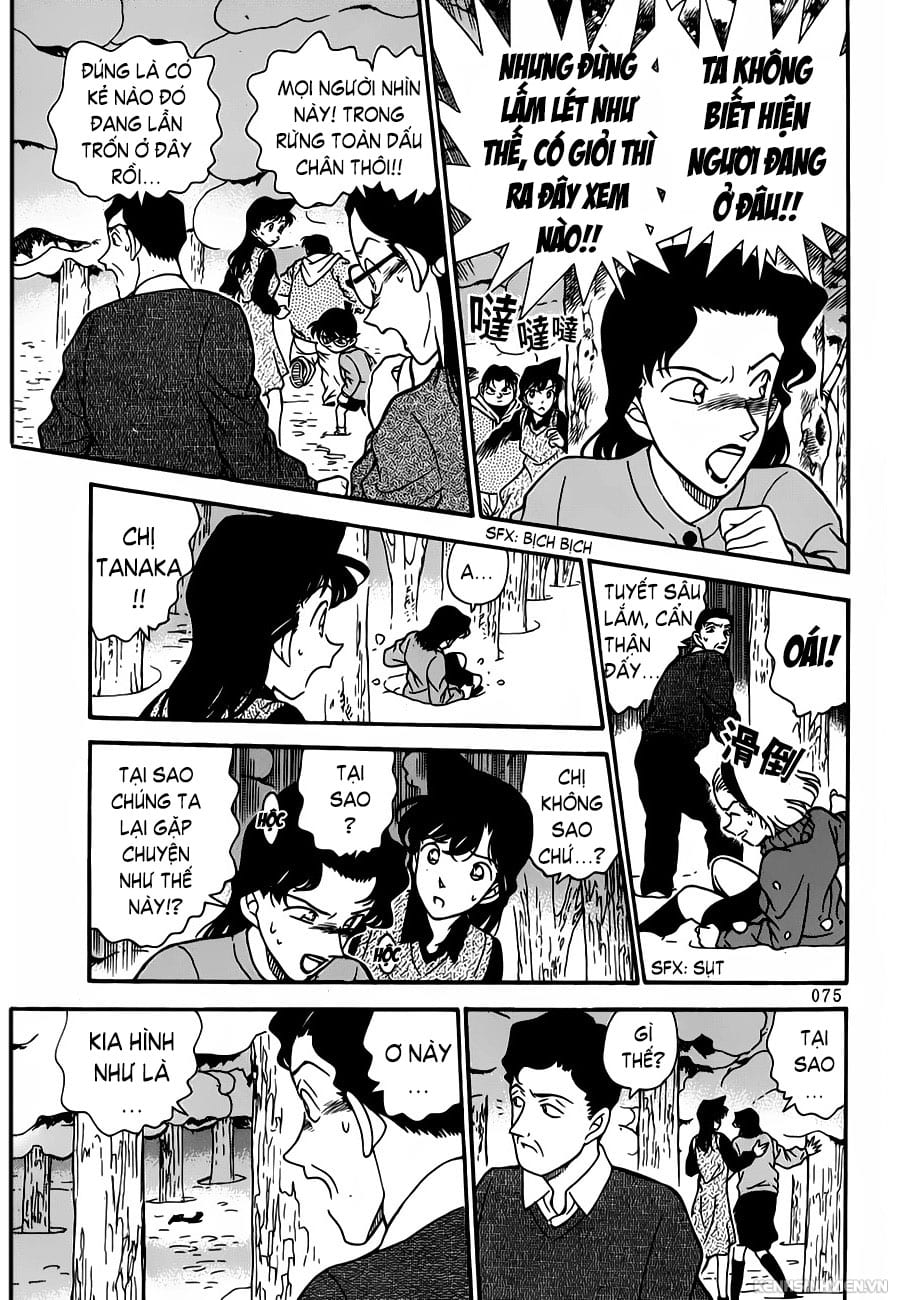 TA KHÔNG
BIẾT HIỆN
NGƯƠI ĐANG
Ở ĐÂU!!
NHƯNG ĐỪNG
LẤM LÉT NHƯ
THẾ, CÓ GIỎI THÌ
RA ĐÂY XEM
NÀO!!
噠噠噠
SFX: BỊCH BỊCH
MỌI NGƯỜI NHÌN
NÀY! TRONG
RỪNG TOÀN DẤU
CHÂN THÔI!!
ĐÚNG LÀ CÓ
KẺ NÀO ĐÓ
ĐANG LẨN
TRỐN Ở ĐÂY
RỒI...
OÁI!
TUYẾT SÂU
LẮM, CẨN
THẬN
ĐẤY...
滑倒
SFX: SỤT
A...
CHỊ
TANAKA
!!
CHỊ
KHÔNG
SAO
CHỨ...?
TẠI
SAO
?
HỘC
HỘC
TẠI SAO
CHÚNG TA
LẠI GẶP
CHUYỆN
NHƯ THẾ
NÀY!?
075
TẠI
SAO
...
GÌ
THẾ?
Ơ NÀY
...
KIA HÌNH
NHƯ LÀ
...